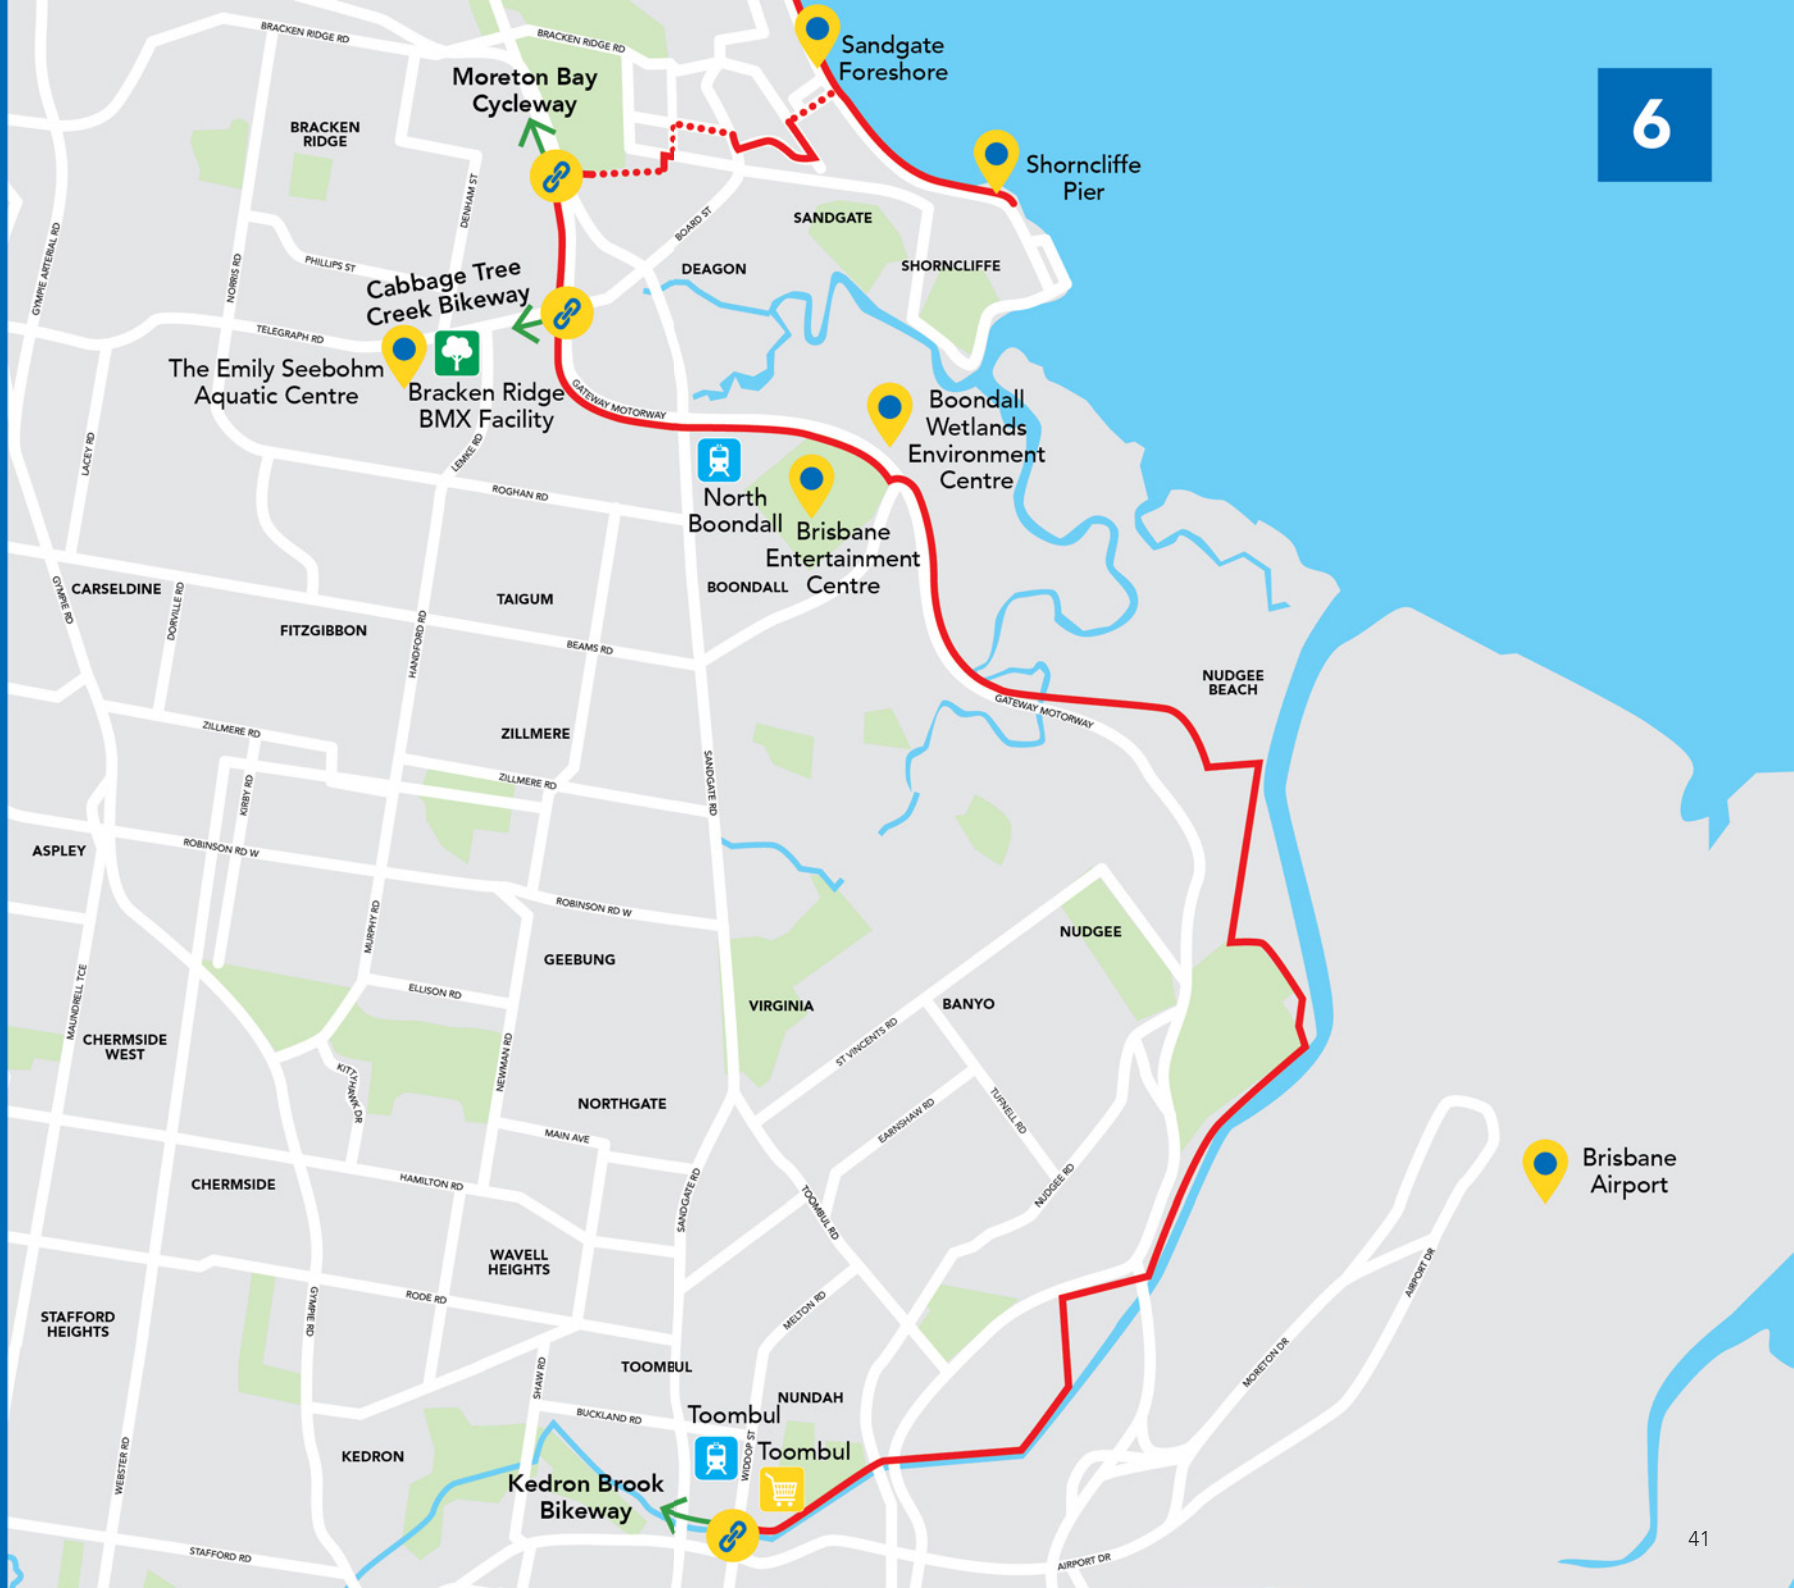 BRACKEN RIDGE RD
BRACKEN RIDGE RD
Sandgate
Foreshore
6
Moreton Bay
Cycleway
BRACKEN
RIDGE
Shorncliffe
Pier
DENHAM ST
BOARD ST
SANDGATE
GYMPIE ARTERIAL RD
NORRIS RD
PHILLIPS ST
DEAGON
SHORNCLIFFE
Cabbage Tree
Creek Bikeway
TELEGRAPH RD
The Emily Seebohm
Aquatic Centre
Bracken Ridge
BMX Facility
GATEWAY MOTORWAY
Boondall
Wetlands
Environment
Centre
LACEY RD
LEMKE RD
ROGHAN RD
North
Boondall
Brisbane
Entertainment
Centre
BOONDALL
GYMPIE RD
CARSELDINE
DORVILLE RD
TAIGUM
FITZGIBBON
HANDFORD RD
BEAMS RD
NUDGEE
BEACH
GATEWAY MOTORWAY
ZILLMERE RD
ZILLMERE
SANDGATE RD
ZILLMERE RD
KIRBY RD
ASPLEY
ROBINSON RD W
ROBINSON RD W
MURPHY RD
NUDGEE
GEEBUNG
ELLISON RD
MAUNDRELL TCE
VIRGINIA
BANYO
CHERMSIDE
WEST
ST VINCENTS RD
NEWMAN RD
KITTYHAWK DR
NORTHGATE
EARNSHAW RD
TUFNELL RD
MAIN AVE
Brisbane
Airport
CHERMSIDE
HAMILTON RD
SANDGATE RD
TOOMBUL RD
NUDGEE RD
WAVELL
HEIGHTS
AIRPORT DR
RODE RD
GYMPIE RD
MELTON RD
STAFFORD
HEIGHTS
MORETON DR
TOOMBUL
SHAW RD
NUNDAH
Toombul
BUCKLAND RD
WIDDOP ST
Toombul
KEDRON
WEBSTER RD
Kedron Brook
Bikeway
STAFFORD RD
AIRPORT DR
41